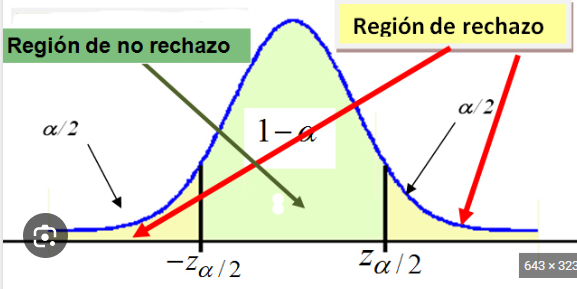 Región de rechazo
Región de no rechazo
α/2
α/2
1−α
−zα/2
zα/2
643 × 323